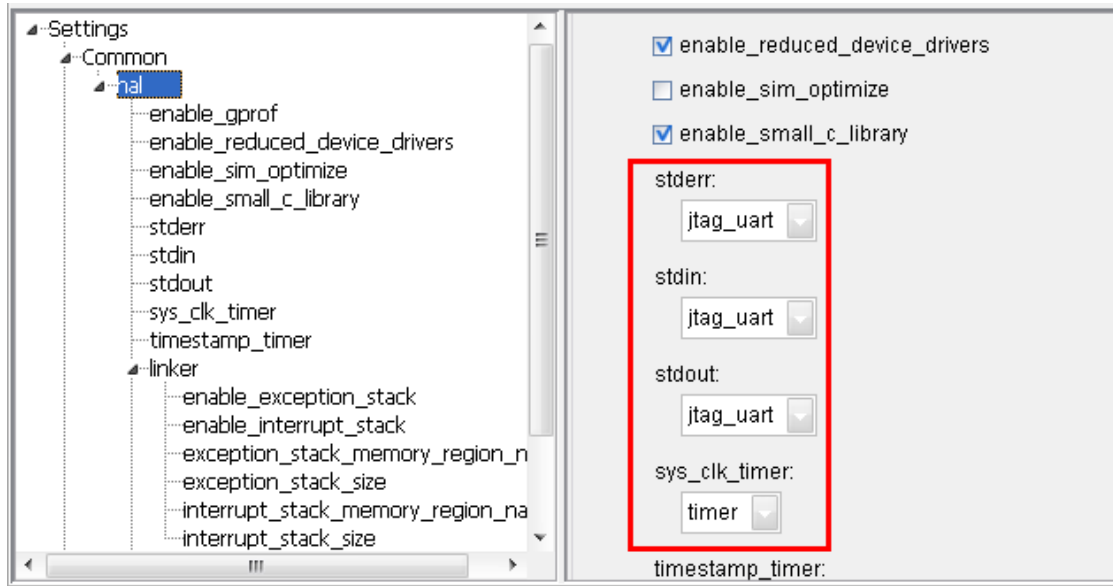 Settings
Common
hal
enable_gprof
enable_reduced_device_drivers
enable_sim_optimize
enable_small_c_library
stderr
stdin
stdout
sys_clk_timer
timestamp_timer
linker
enable_exception_stack
enable_interrupt_stack
exception_stack_memory_region_n
exception_stack_size
interrupt_stack_memory_region_na
interrupt_stack_size
enable_reduced_device_drivers
enable_sim_optimize
enable_small_c_library
stderr:
jtag_uart
stdin:
jtag_uart
stdout:
jtag_uart
sys_clk_timer:
timer
timestamp_timer: